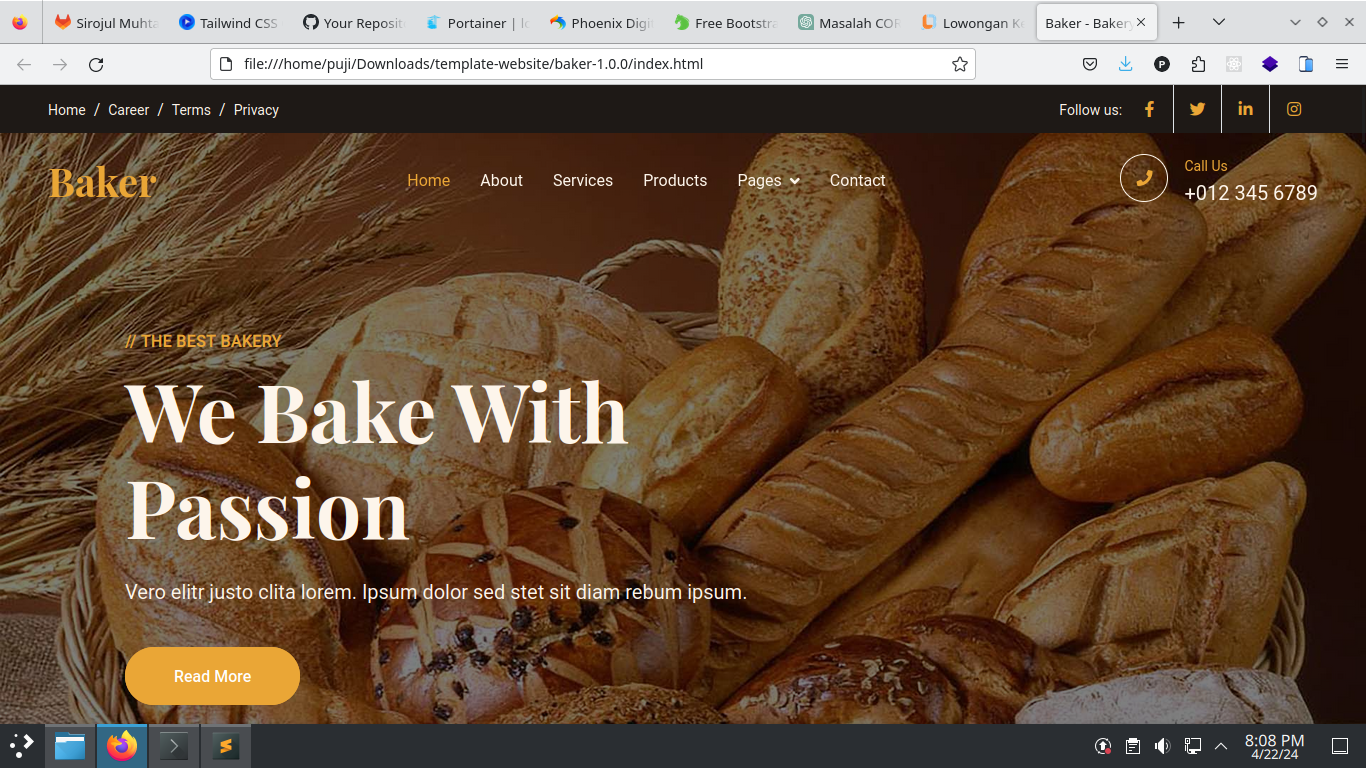 Sirojul Muhta
Tailwind CSS
Your Reposit
Portainer | lo
Phoenix Digi
Free Bootstra
Masalah COR
Lowongan Ke
Baker - Bakery
file:///home/puji/Downloads/template-website/baker-1.0.0/index.html
Home / Career / Terms / Privacy
Follow us:
Baker
Home About Services Products Pages Contact
Call Us
+012 345 6789
// THE BEST BAKERY
We Bake With
Passion
Vero elitr justo clita lorem. Ipsum dolor sed stet sit diam rebum ipsum.
Read More
8:08 PM
4/22/24